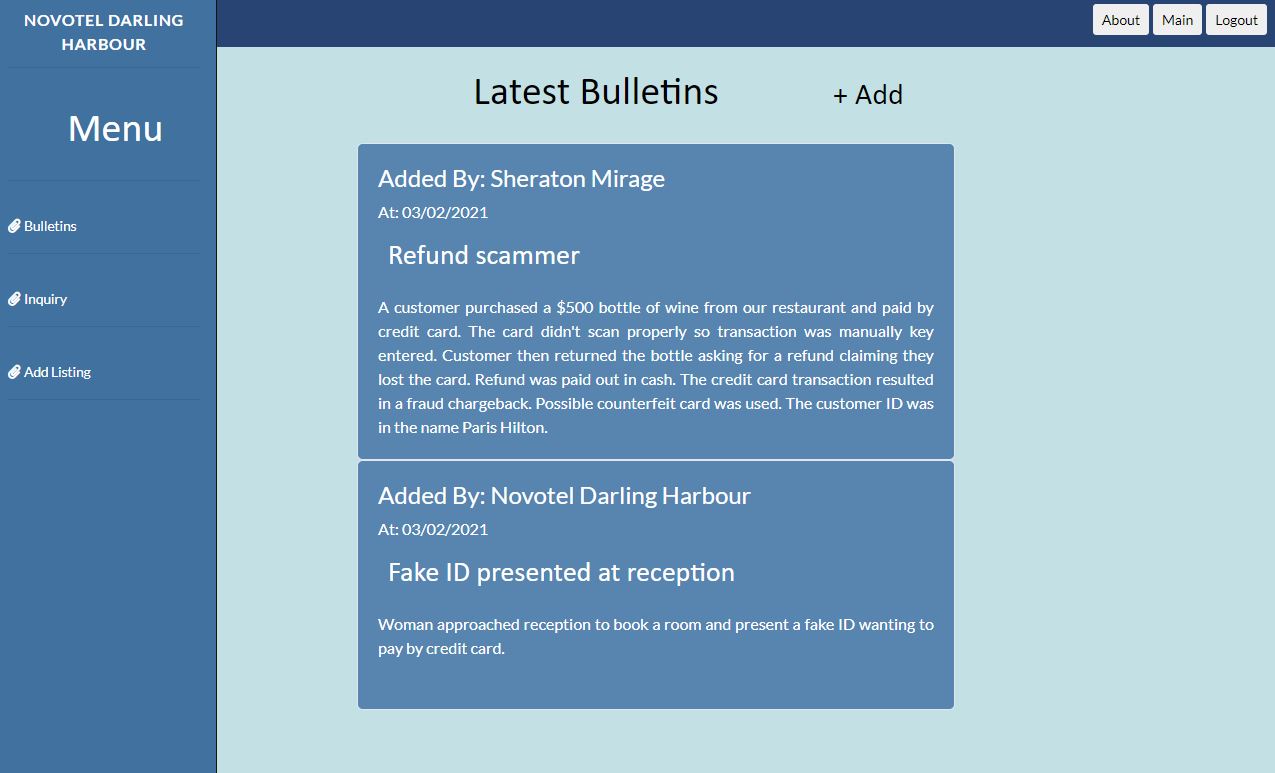 NOVOTEL DARLING
HARBOUR
Menu
Bulletins
Inquiry
Add Listing
About Main Logout
Latest Bulletins + Add
Added By: Sheraton Mirage
At: 03/02/2021
Refund scammer
A customer purchased a $500 bottle of wine from our restaurant and paid by
credit card. The card didn't scan properly so transaction was manually key
entered. Customer then returned the bottle asking for a refund claiming they
lost the card. Refund was paid out in cash. The credit card transaction resulted
in a fraud chargeback. Possible counterfeit card was used. The customer ID was
in the name Paris Hilton.
Added By: Novotel Darling Harbour
At: 03/02/2021
Fake ID presented at reception
Woman approached reception to book a room and present a fake ID wanting to
pay by credit card.